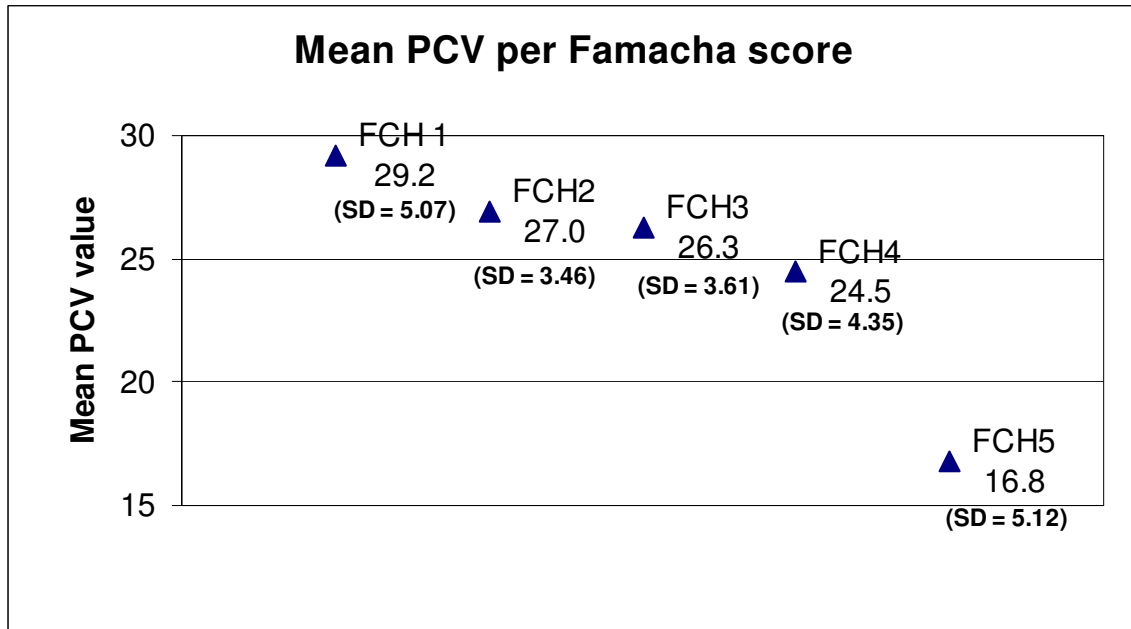 Mean PCV per Famacha score
Mean PCV value
30
25
20
15
FCH 1
29.2
(SD = 5.07)
FCH2
27.0
(SD = 3.46)
FCH3
26.3
(SD = 3.61)
FCH4
24.5
(SD = 4.35)
FCH5
16.8
(SD = 5.12)